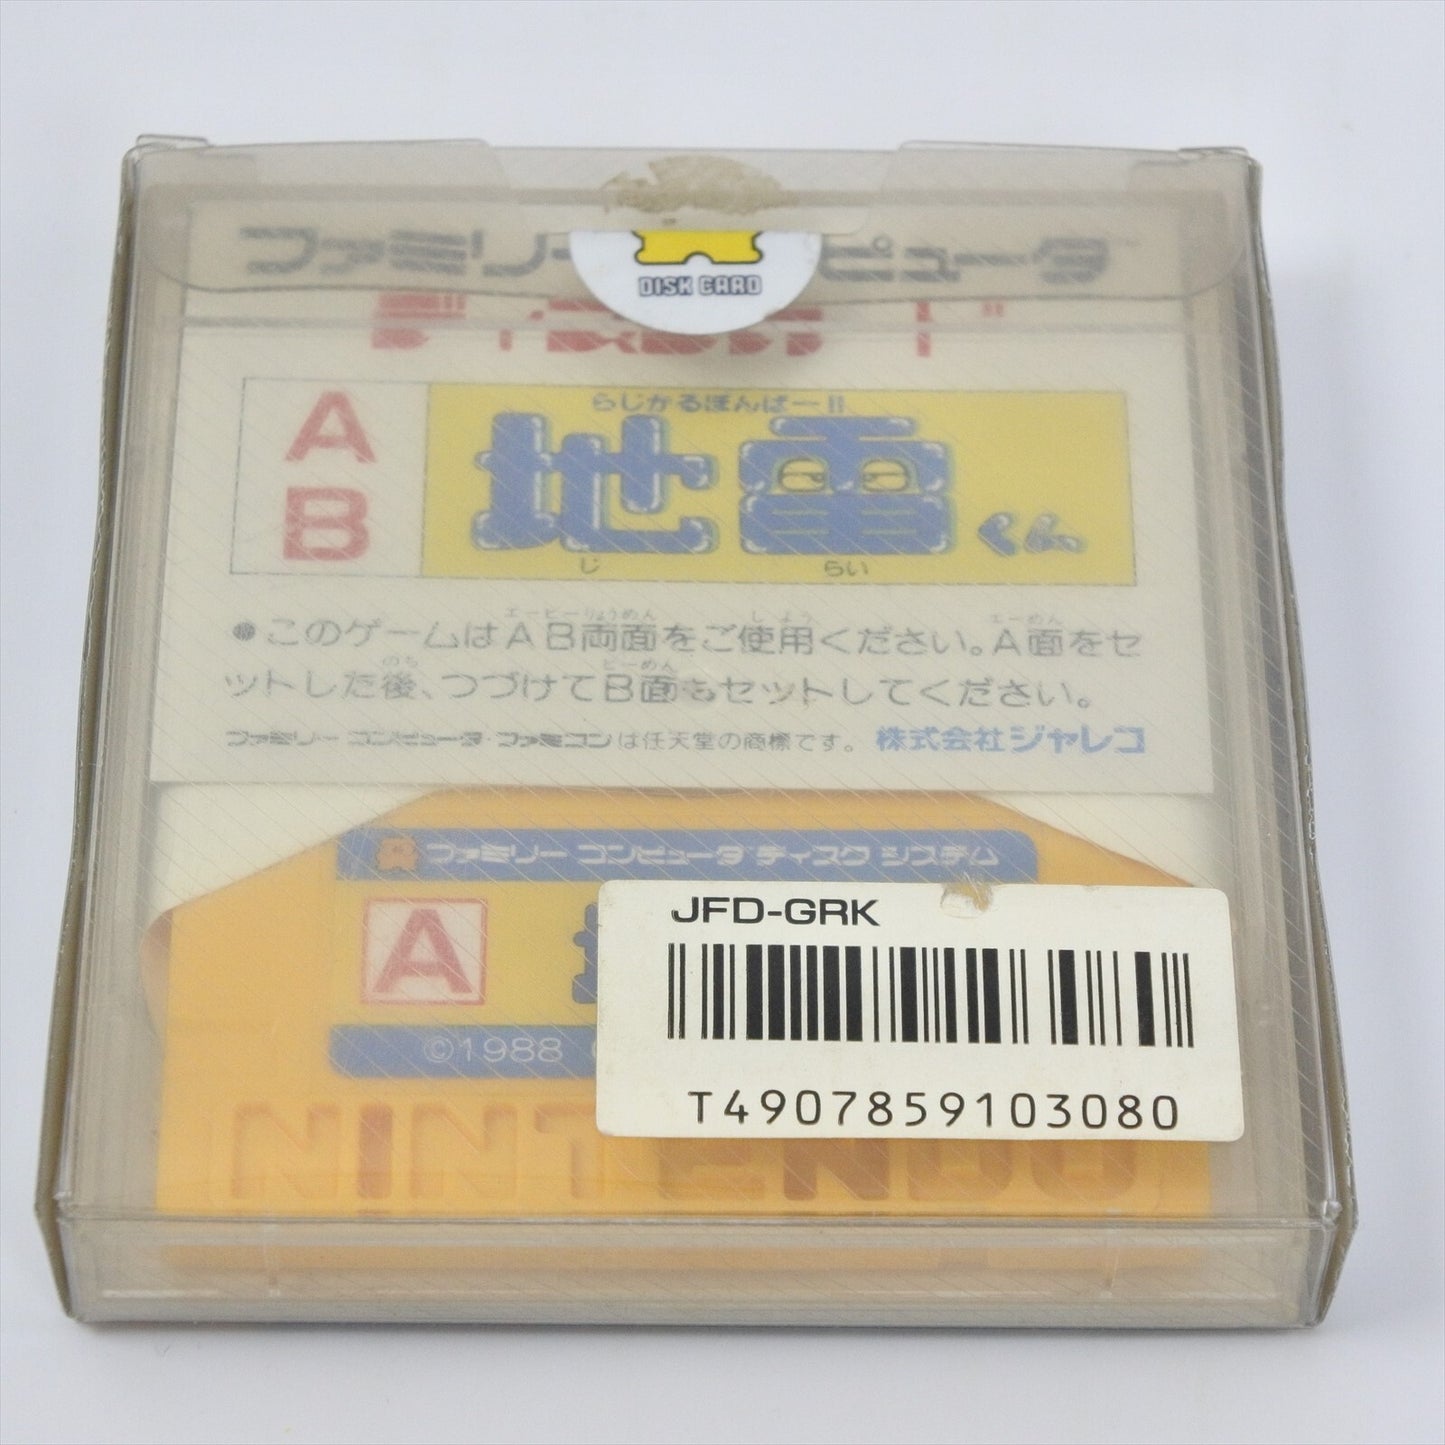 ファミリー ピュータ
DISK CARD
A
B
らじかるぼんばーII
地雷くん
じ らい
エービーりょうめん しよう エーめん
●このゲームはAB両面をご使用ください。A面をセ
のち ビーめん
ットした後、つづけてB面もセットしてください。
ファミリー コンピュータ・ファミコンは任天堂の商標です。 株式会社ジャレコ
ファミリー コンピュータ ディスク システム
A
©1988
NINTENDO
JFD-GRK
T4907859103080